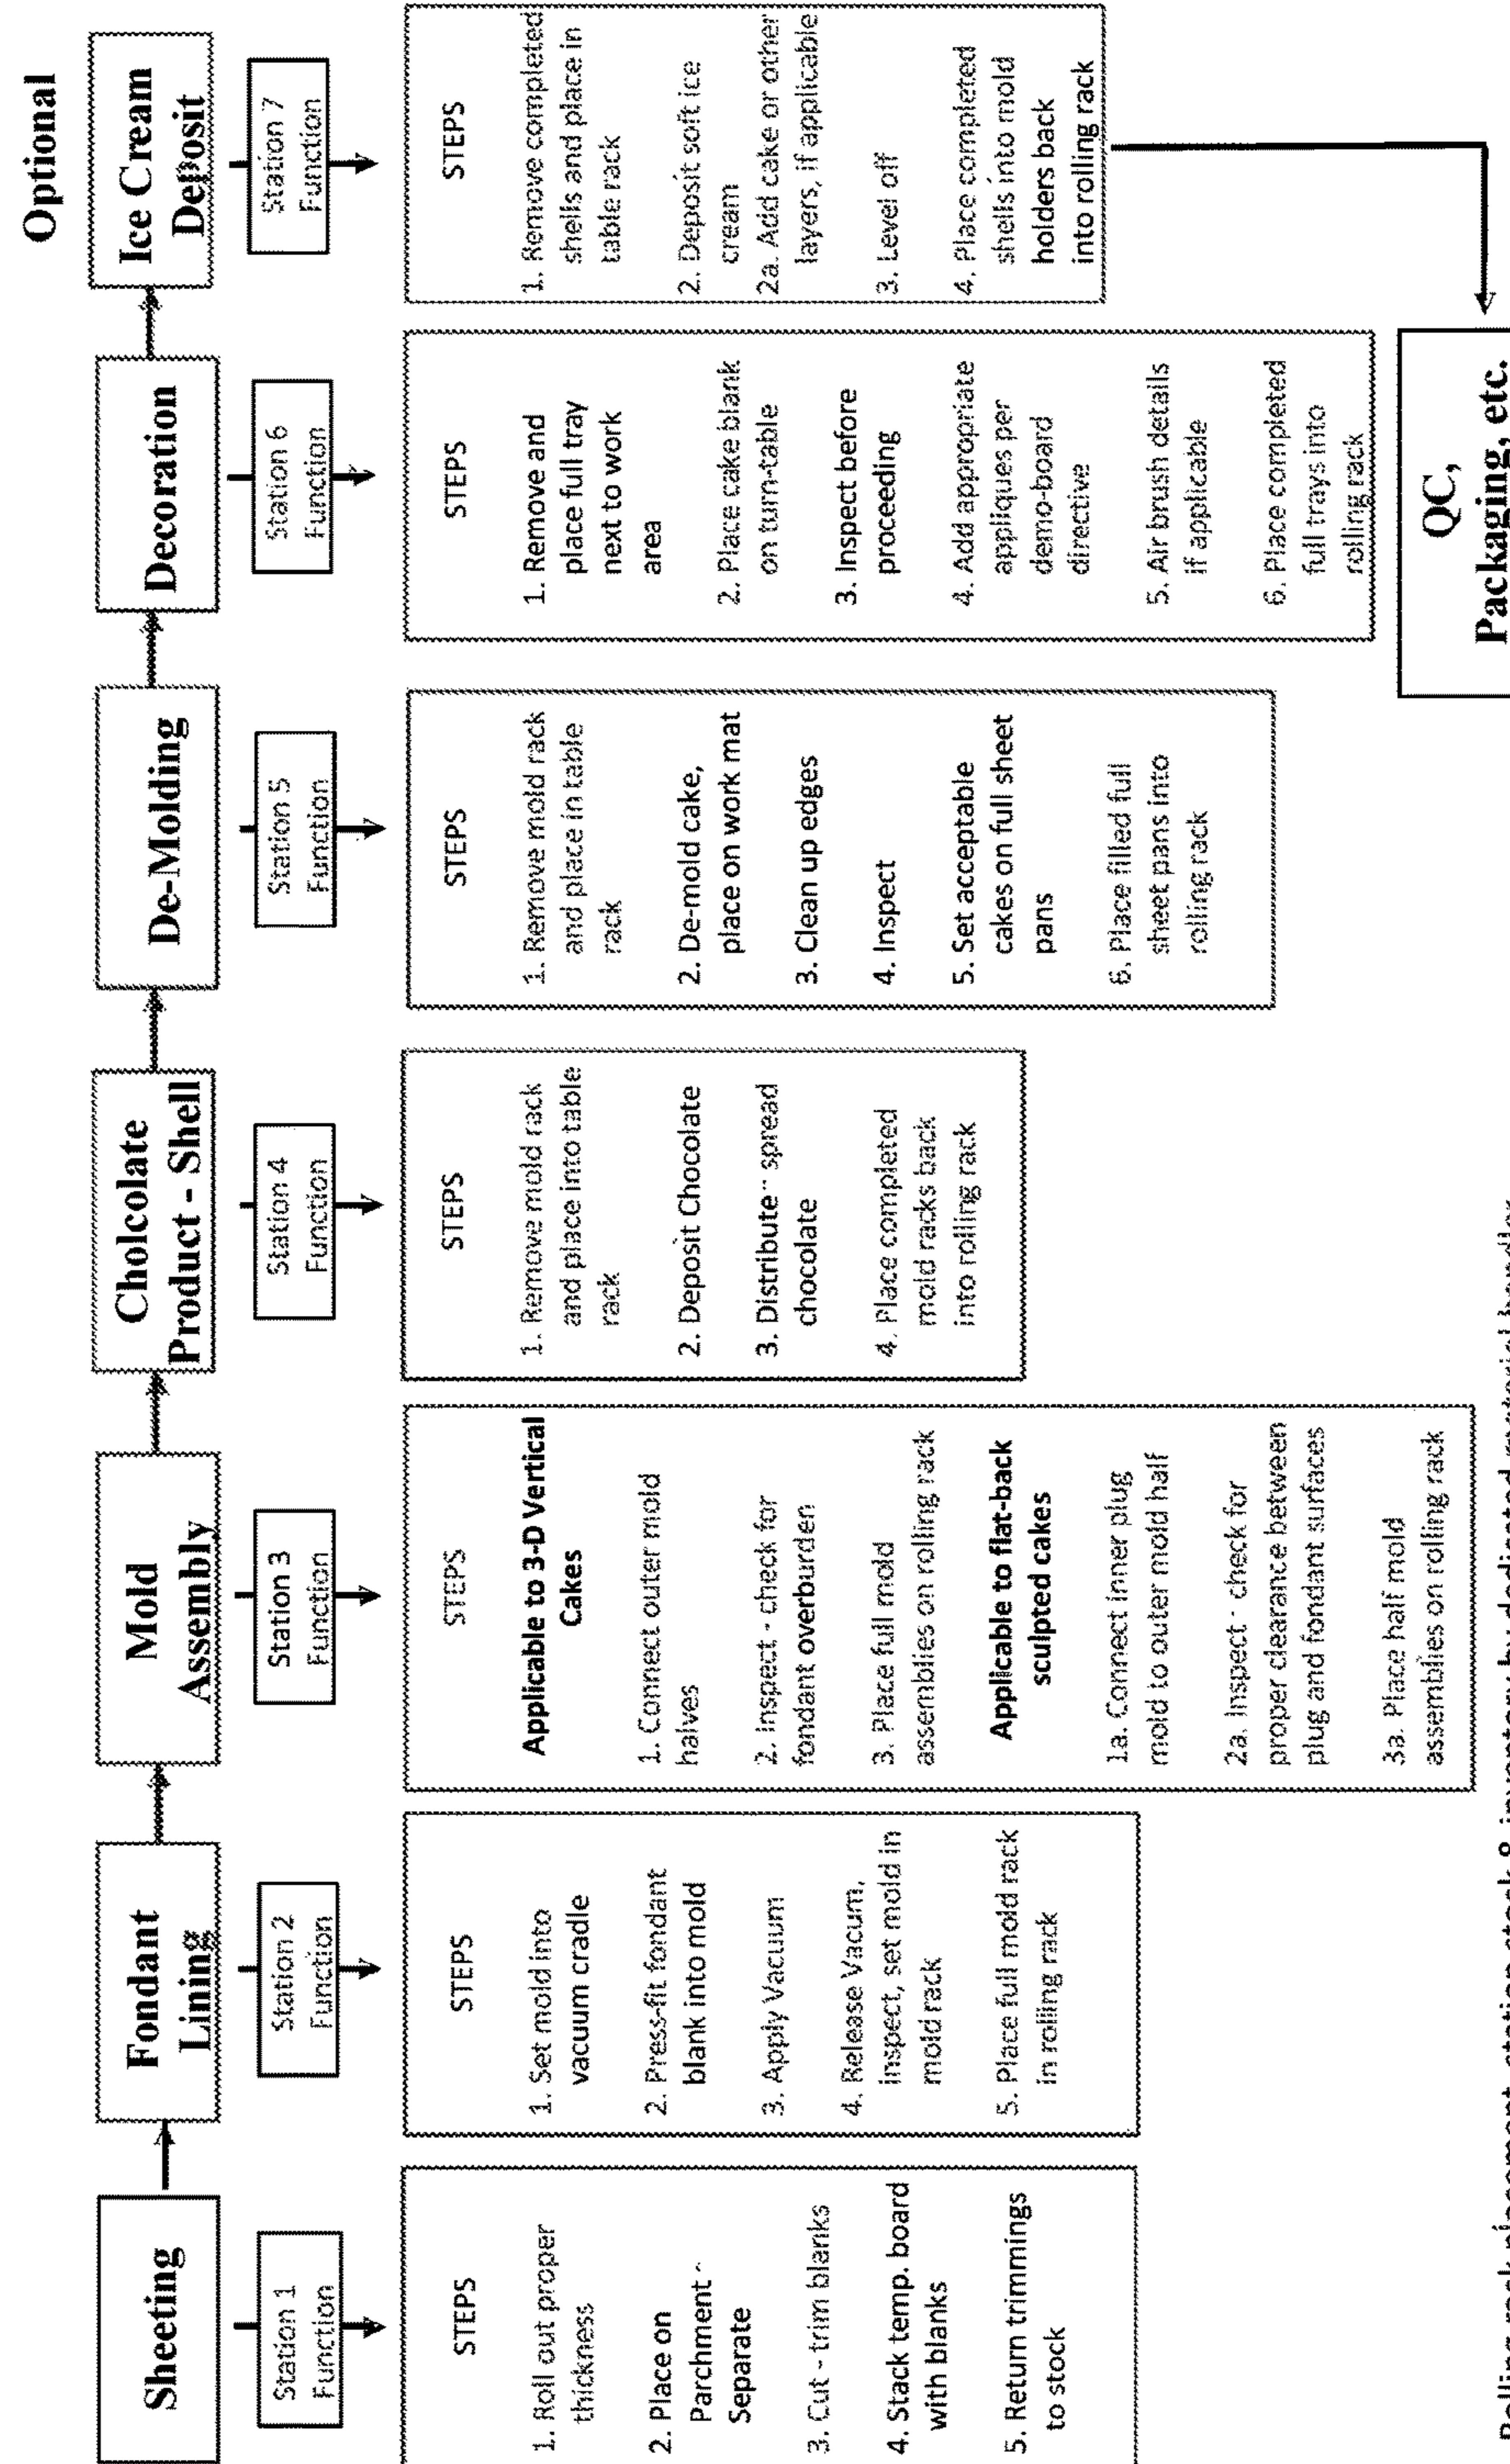 Optional
Sheeting
Station 1
Function
STEPS
1. Roll out proper
thickness
2. Place on
Parchment -
Separate
3. Cut - trim blanks
4. Stack temp. board
with blanks
5. Return trimmings
to stock
Fondant
Lining
Station 2
Function
STEPS
1. Set mold into
vacuum cradle
2. Press-fit fondant
blank into mold
3. Apply Vacuum
4. Release Vacum,
inspect, set mold in
mold rack
5. Place full mold rack
in rolling rack
Mold
Assembly
Station 3
Function
STEPS
Applicable to 3-D Vertical
Cakes
1. Connect outer mold
halves
2. Inspect - check for
fondant overburden
3. Place full mold
assemblies on rolling rack
Applicable to flat-back
sculpted cakes
1a. Connect inner plug
mold to outer mold half
2a. Inspect - check for
proper clearance between
plug and fondant surfaces
3a. Place half mold
assemblies on rolling rack
Cholcolate
Product - Shell
Station 4
Function
STEPS
1. Remove mold rack
and place into table
rack
2. Deposit Chocolate
3. Distribute - spread
chocolate
4. Place completed
mold racks back
into rolling rack
De-Molding
Station 5
Function
STEPS
1. Remove mold rack
and place in table
rack
2. De-mold cake,
place on work mat
3. Clean up edges
4. Inspect
5. Set acceptable
cakes on full sheet
pans
6. Place filled full
sheet pans into
rolling rack
Decoration
Station 6
Function
STEPS
1. Remove and
place full tray
next to work
area
2. Place cake blank
on turn-table
3. Inspect before
proceeding
4. Add appropriate
appliques per
demo-board
directive
5. Air brush details
if applicable
6. Place completed
full trays into
rolling rack
Ice Cream
Deposit
Station 7
Function
STEPS
1. Remove completed
shells and place in
table rack
2. Deposit soft ice
cream
2a. Add cake or other
layers, if applicable
3. Level off
4. Place completed
shells into mold
holders back
into rolling rack
QC,
Packaging, etc.
Rolling rack placement, station stock & inventory by